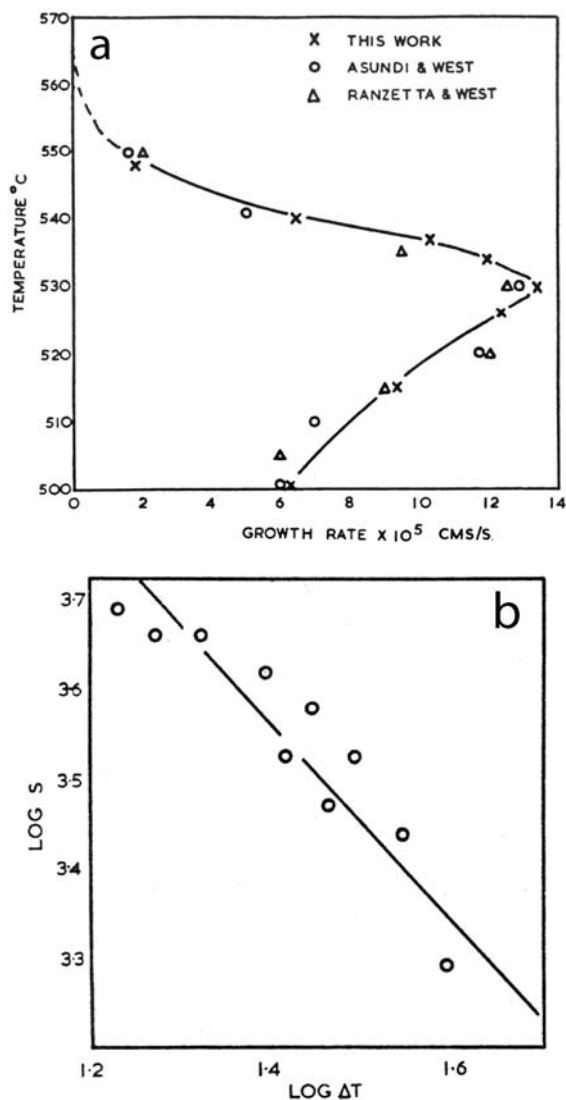 a
X THIS WORK
O ASUNDI & WEST
Δ RANZETTA & WEST
570
560
550
540
530
520
510
500
TEMPERATURE °C
0 2 4 6 8 10 12 14
GROWTH RATE X 10⁵ CMS/S.
b
3.7
3.6
3.5
3.4
3.3
LOG S
1.2 1.4 1.6
LOG ΔT